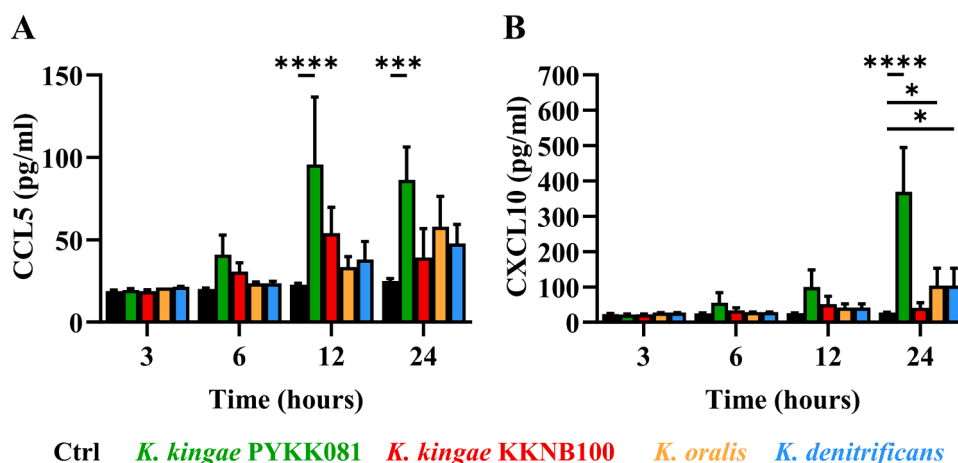 A
B
**** ***
****
*
*
CCL5 (pg/ml)
150
100
50
0
3 6 12 24
Time (hours)
CXCL10 (pg/ml)
700
600
500
400
300
200
100
0
3 6 12 24
Time (hours)
Ctrl K. kingae PYKK081 K. kingae KKNB100 K. oralis K. denitrificans